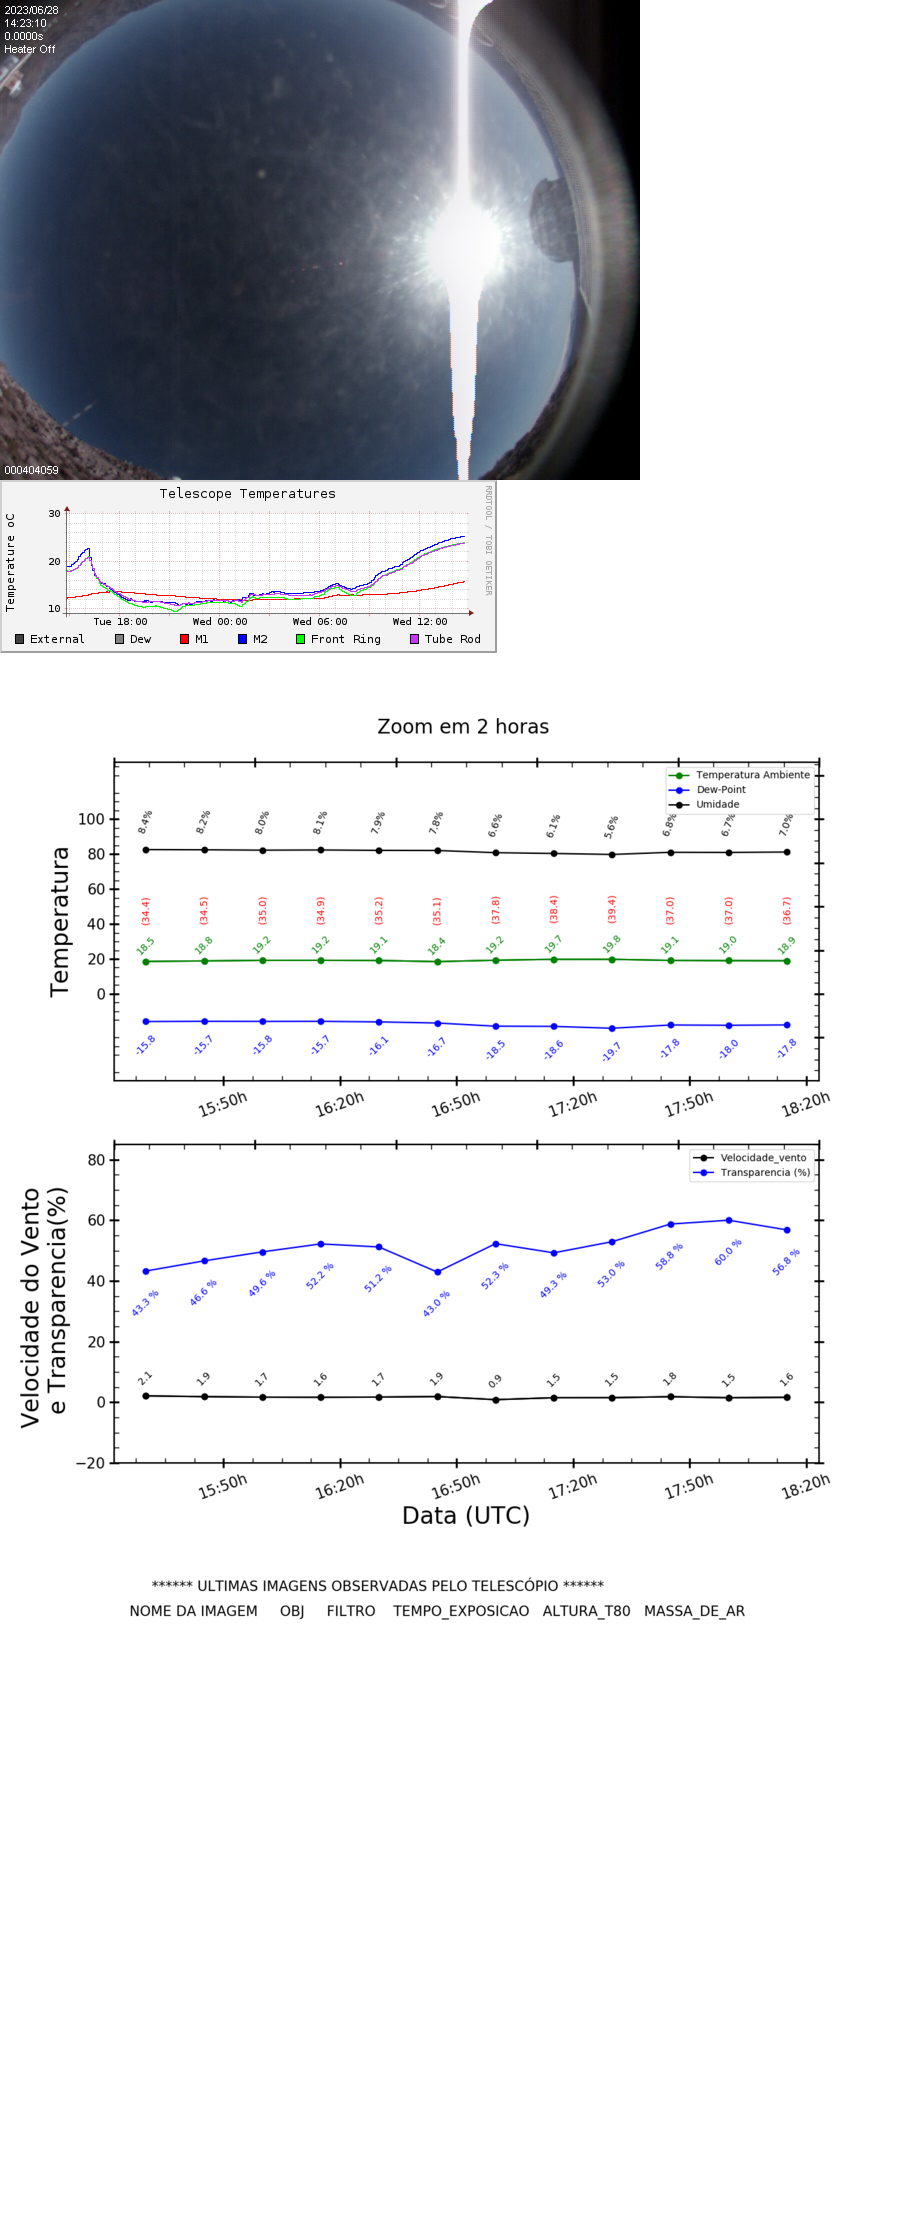 2023/06/28
14:23:10
0.0000s
Heater Off
000404059
Telescope Temperatures
RRDTOOL / TOBI OETIKER
Temperature oC
30
20
10
Tue 18:00 Wed 00:00 Wed 06:00 Wed 12:00
External Dew M1 M2 Front Ring Tube Rod
Zoom em 2 horas
Temperatura Ambiente
Dew-Point
Umidade
Temperatura
100
80
60
40
20
0
8.4% 8.2% 8.0% 8.1% 7.9% 7.8% 6.6% 6.1% 5.6% 6.8% 6.7% 7.0%
(34.4) (34.5) (35.0) (34.9) (35.2) (35.1) (37.8) (38.4) (39.4) (37.0) (37.0) (36.7)
18.5 18.8 19.2 19.2 19.1 18.4 19.2 19.7 19.8 19.1 19.0 18.9
-15.8 -15.7 -15.8 -15.7 -16.1 -16.7 -18.5 -18.6 -19.7 -17.8 -18.0 -17.8
15:50h 16:20h 16:50h 17:20h 17:50h 18:20h
Velocidade_vento
Transparencia (%)
Velocidade do Vento
e Transparencia(%)
80
60
40
20
0
−20
43.3 % 46.6 % 49.6 % 52.2 % 51.2 % 43.0 % 52.3 % 49.3 % 53.0 % 58.8 % 60.0 % 56.8 %
2.1 1.9 1.7 1.6 1.7 1.9 0.9 1.5 1.5 1.8 1.5 1.6
15:50h 16:20h 16:50h 17:20h 17:50h 18:20h
Data (UTC)
****** ULTIMAS IMAGENS OBSERVADAS PELO TELESCÓPIO ******
NOME DA IMAGEM OBJ FILTRO TEMPO_EXPOSICAO ALTURA_T80 MASSA_DE_AR